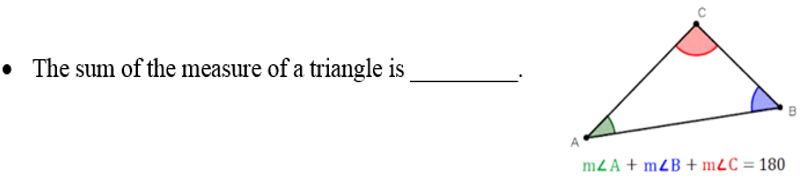 C
• The sum of the measure of a triangle is _________.
B
A
m∠A + m∠B + m∠C = 180